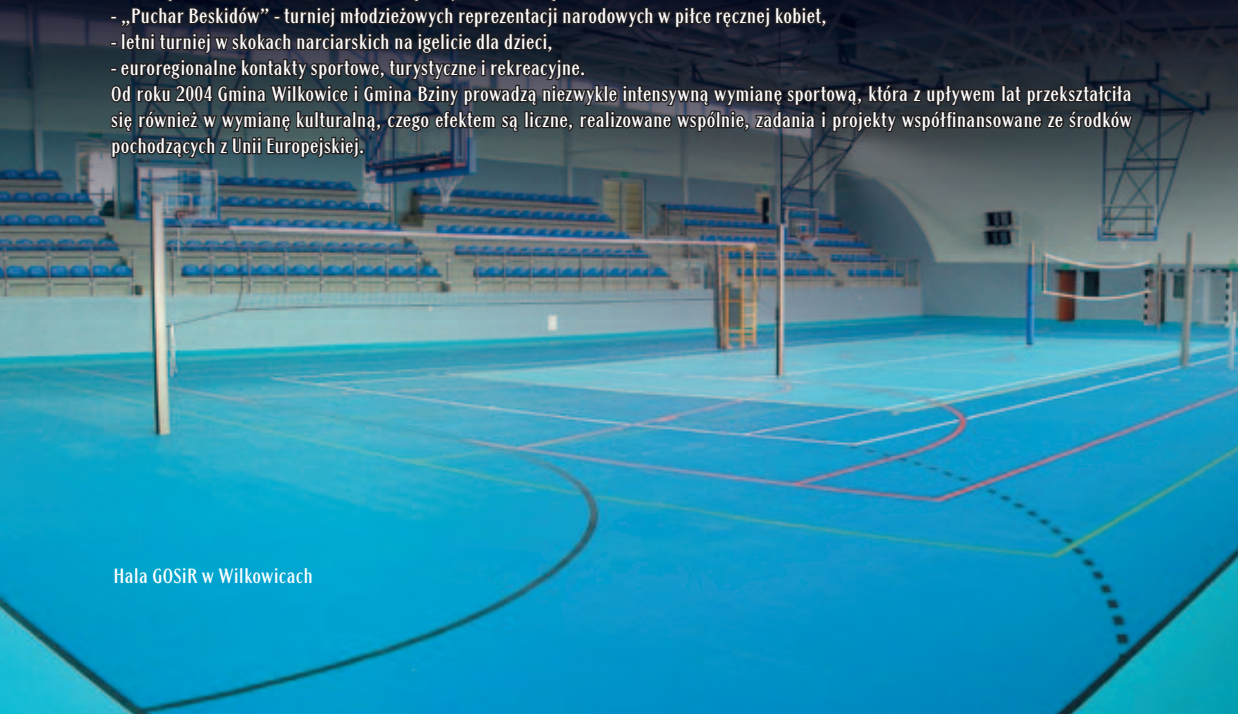 - „Puchar Beskidów” - turniej młodzieżowych reprezentacji narodowych w piłce ręcznej kobiet,
- letni turniej w skokach narciarskich na igelicie dla dzieci,
- euroregionalne kontakty sportowe, turystyczne i rekreacyjne.
Od roku 2004 Gmina Wilkowice i Gmina Bziny prowadzą niezwykle intensywną wymianę sportową, która z upływem lat przekształciła
się również w wymianę kulturalną, czego efektem są liczne, realizowane wspólnie, zadania i projekty współfinansowane ze środków
pochodzących z Unii Europejskiej.
Hala GOSiR w Wilkowicach